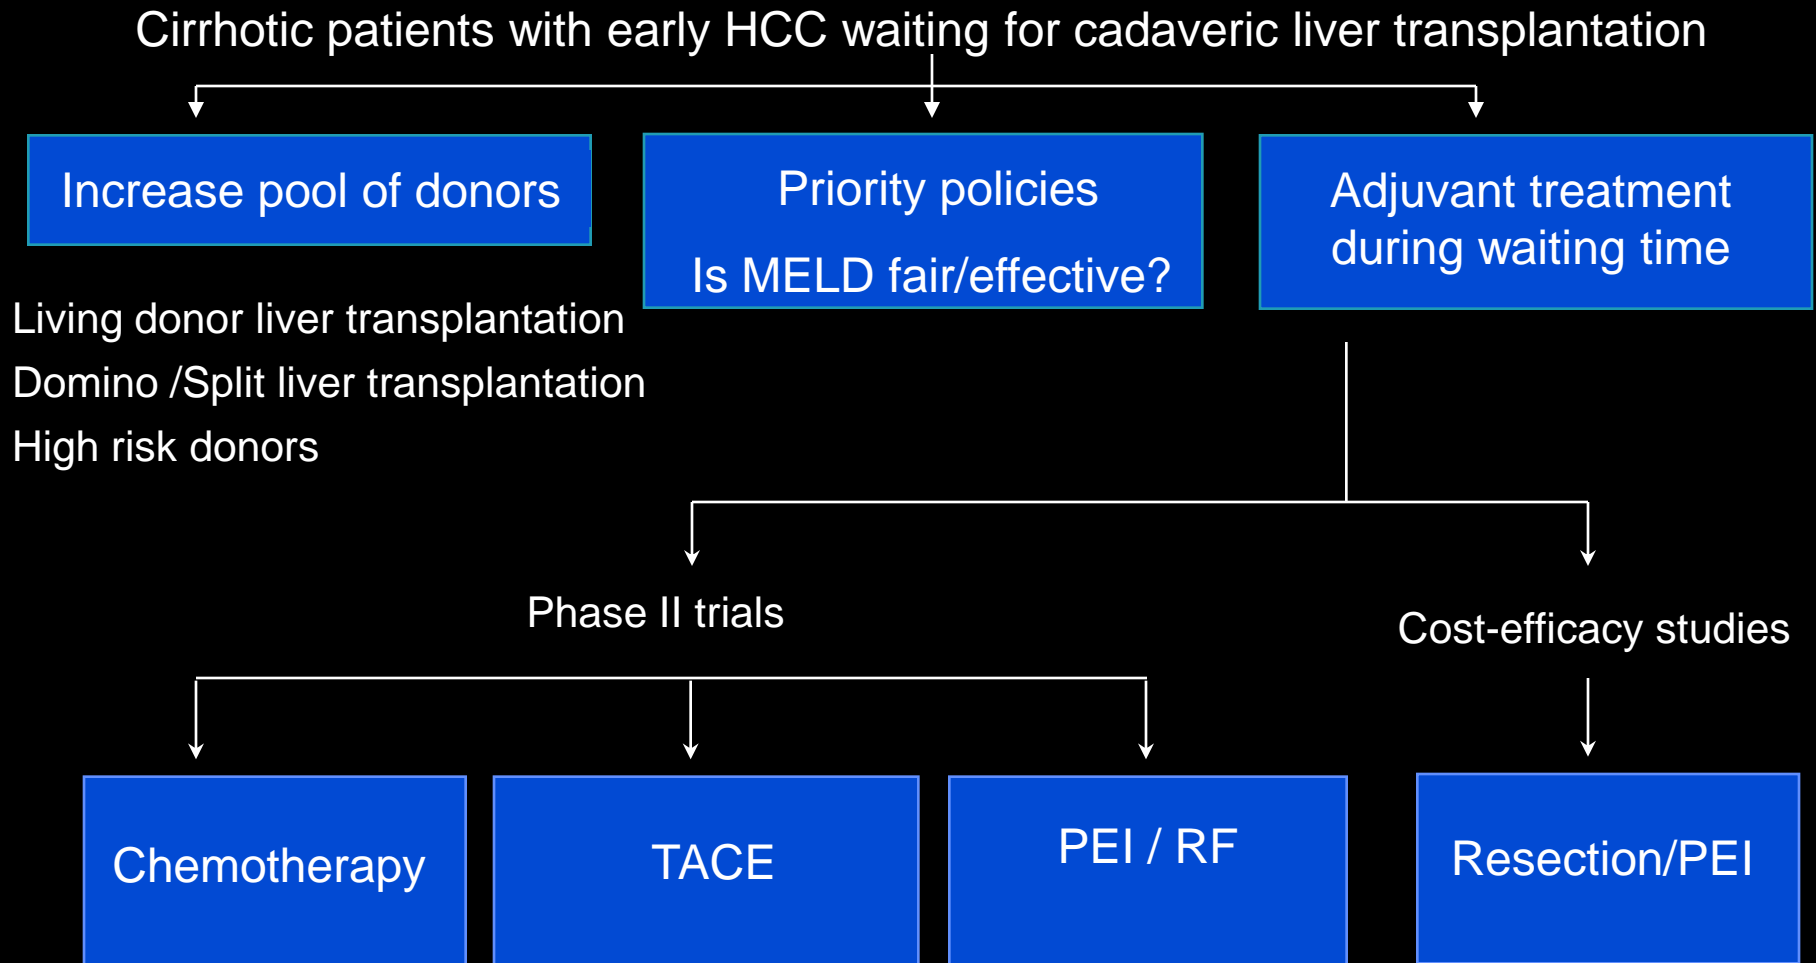 Cirrhotic patients with early HCC waiting for cadaveric liver transplantation
Increase pool of donors
Priority policies
Is MELD fair/effective?
Adjuvant treatment
during waiting time
Living donor liver transplantation
Domino /Split liver transplantation
High risk donors
Phase II trials
Cost-efficacy studies
Chemotherapy
TACE
PEI / RF
Resection/PEI